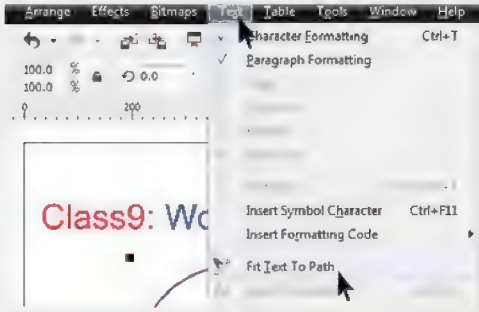 Arrange Effects Bitmaps Text Table Tools Window Help
Character Formatting Ctrl+T
Paragraph Formatting
100.0 %
100.0 %
0.0
0 200
Class9: Wo
Insert Symbol Character Ctrl+F11
Insert Formatting Code
Fit Text To Path